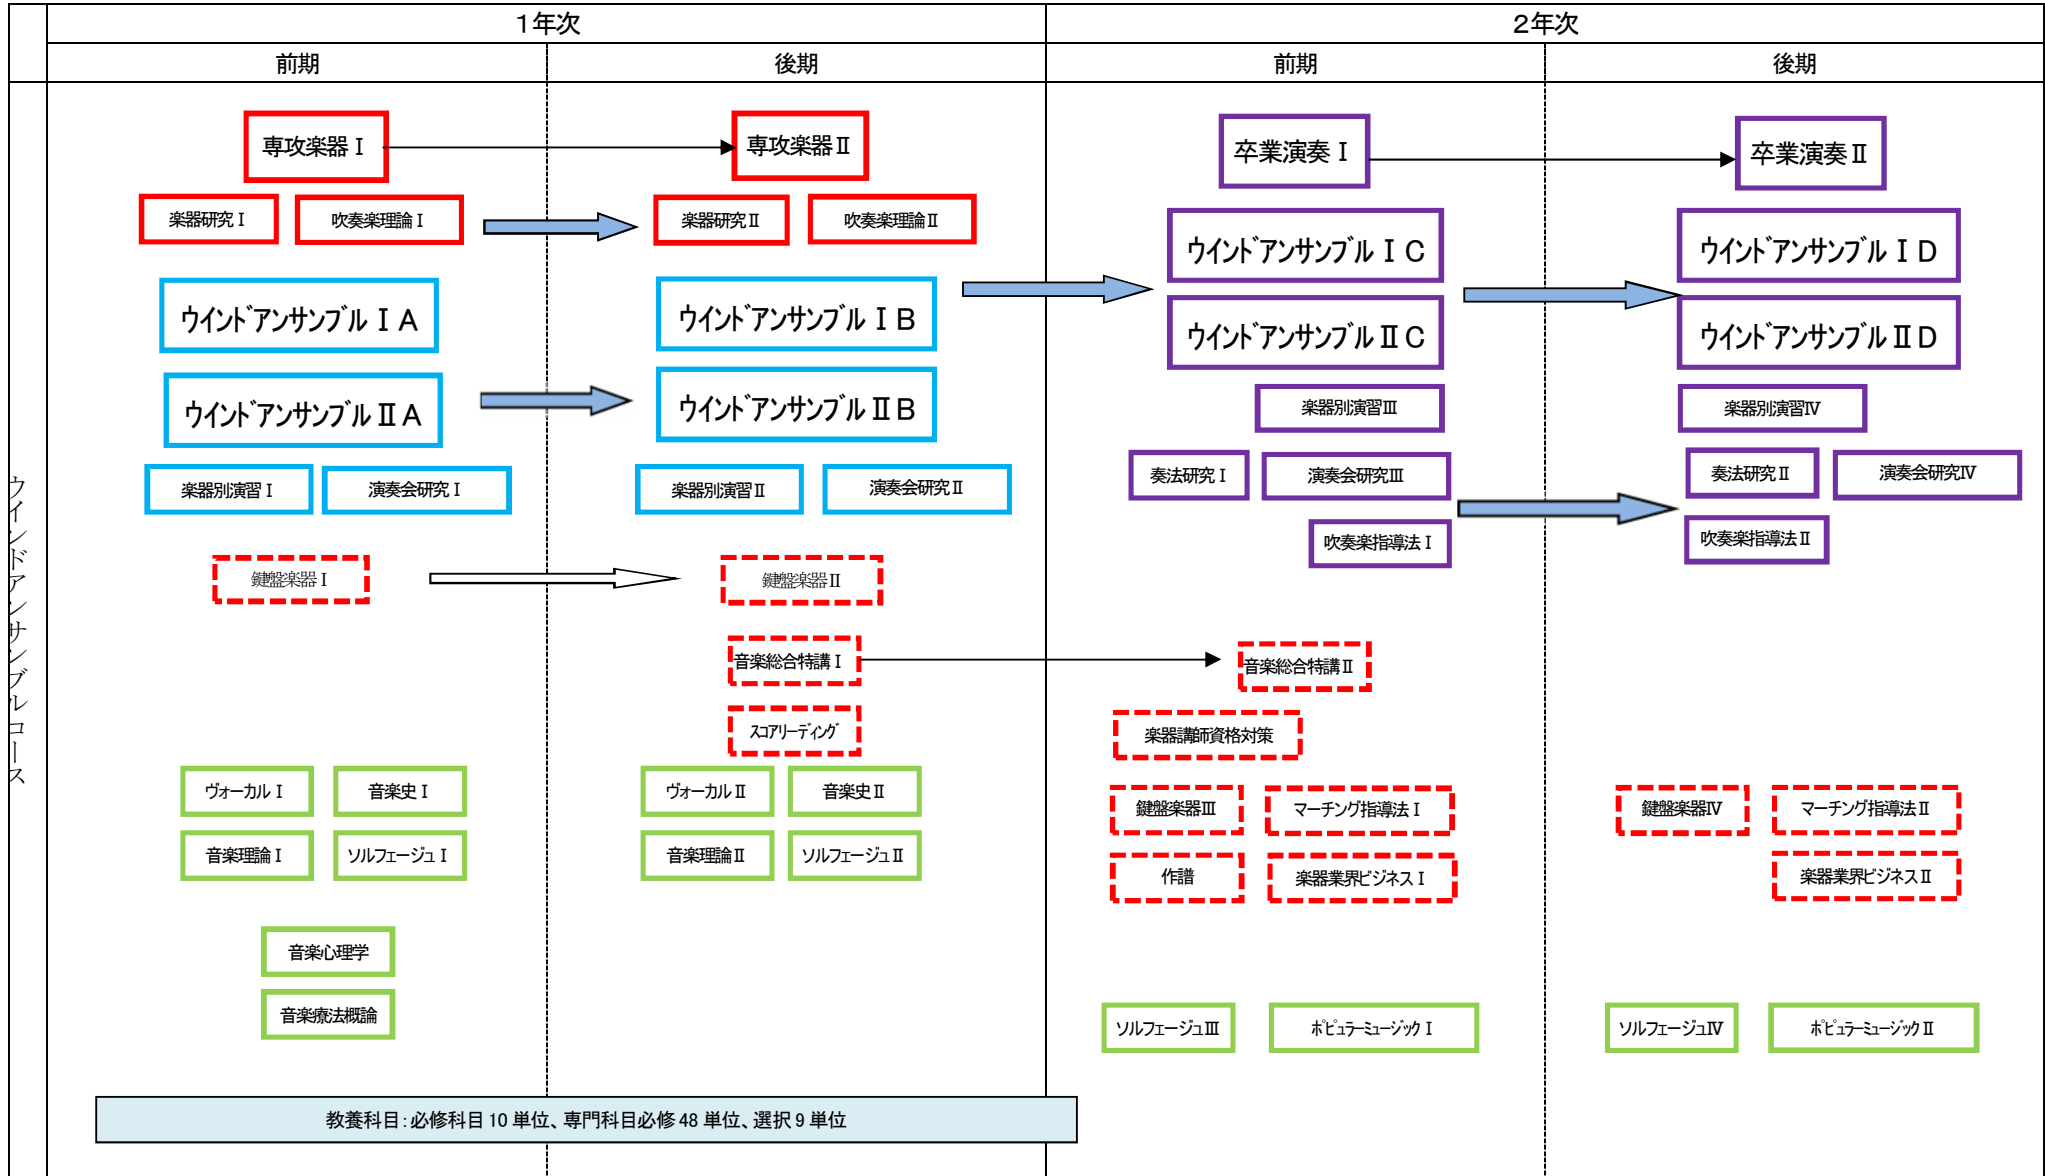 1年次
2年次
前期
後期
前期
後期
ウインドアンサンブルコース
専攻楽器Ⅰ
専攻楽器Ⅱ
卒業演奏Ⅰ
卒業演奏Ⅱ
楽器研究Ⅰ
吹奏楽理論Ⅰ
楽器研究Ⅱ
吹奏楽理論Ⅱ
ウインドアンサンブルⅠC
ウインドアンサンブルⅠD
ウインドアンサンブルⅠA
ウインドアンサンブルⅠB
ウインドアンサンブルⅡC
ウインドアンサンブルⅡD
ウインドアンサンブルⅡA
ウインドアンサンブルⅡB
楽器別演習Ⅲ
楽器別演習Ⅳ
楽器別演習Ⅰ
演奏会研究Ⅰ
楽器別演習Ⅱ
演奏会研究Ⅱ
奏法研究Ⅰ
演奏会研究Ⅲ
奏法研究Ⅱ
演奏会研究Ⅳ
吹奏楽指導法Ⅰ
吹奏楽指導法Ⅱ
鍵盤楽器Ⅰ
鍵盤楽器Ⅱ
音楽総合特講Ⅰ
音楽総合特講Ⅱ
スコアリーディング
楽器講師資格対策
ヴォーカルⅠ
音楽史Ⅰ
ヴォーカルⅡ
音楽史Ⅱ
鍵盤楽器Ⅲ
マーチング指導法Ⅰ
鍵盤楽器Ⅳ
マーチング指導法Ⅱ
音楽理論Ⅰ
ソルフェージュⅠ
音楽理論Ⅱ
ソルフェージュⅡ
作譜
楽器業界ビジネスⅠ
楽器業界ビジネスⅡ
音楽心理学
音楽療法概論
ソルフェージュⅢ
ポピュラーミュージックⅠ
ソルフェージュⅣ
ポピュラーミュージックⅡ
教養科目:必修科目10単位、専門科目必修48単位、選択9単位